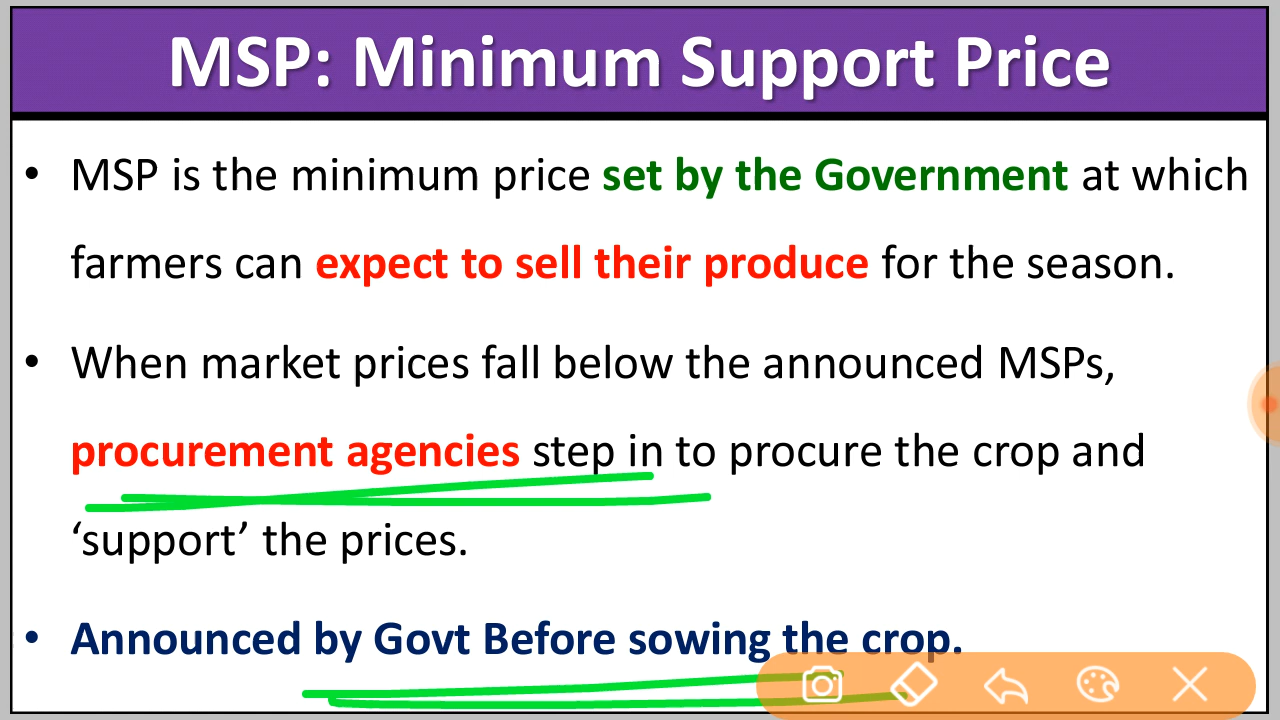 MSP: Minimum Support Price
• MSP is the minimum price set by the Government at which
farmers can expect to sell their produce for the season.
• When market prices fall below the announced MSPs,
procurement agencies step in to procure the crop and
‘support’ the prices.
• Announced by Govt Before sowing the crop.